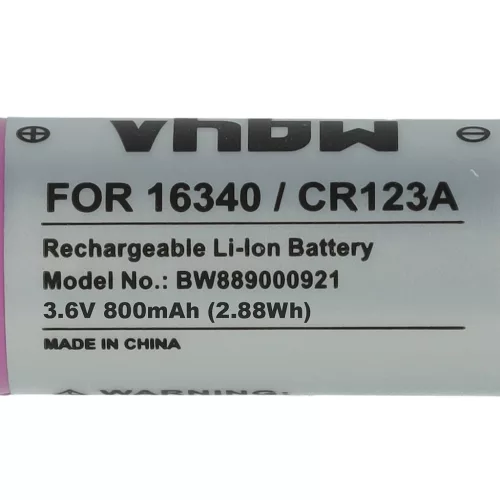 vhbw
FOR 16340 / CR123A
Rechargeable Li-Ion Battery
Model No.: BW889000921
3.6V 800mAh (2.88Wh)
MADE IN CHINA
WARNING: